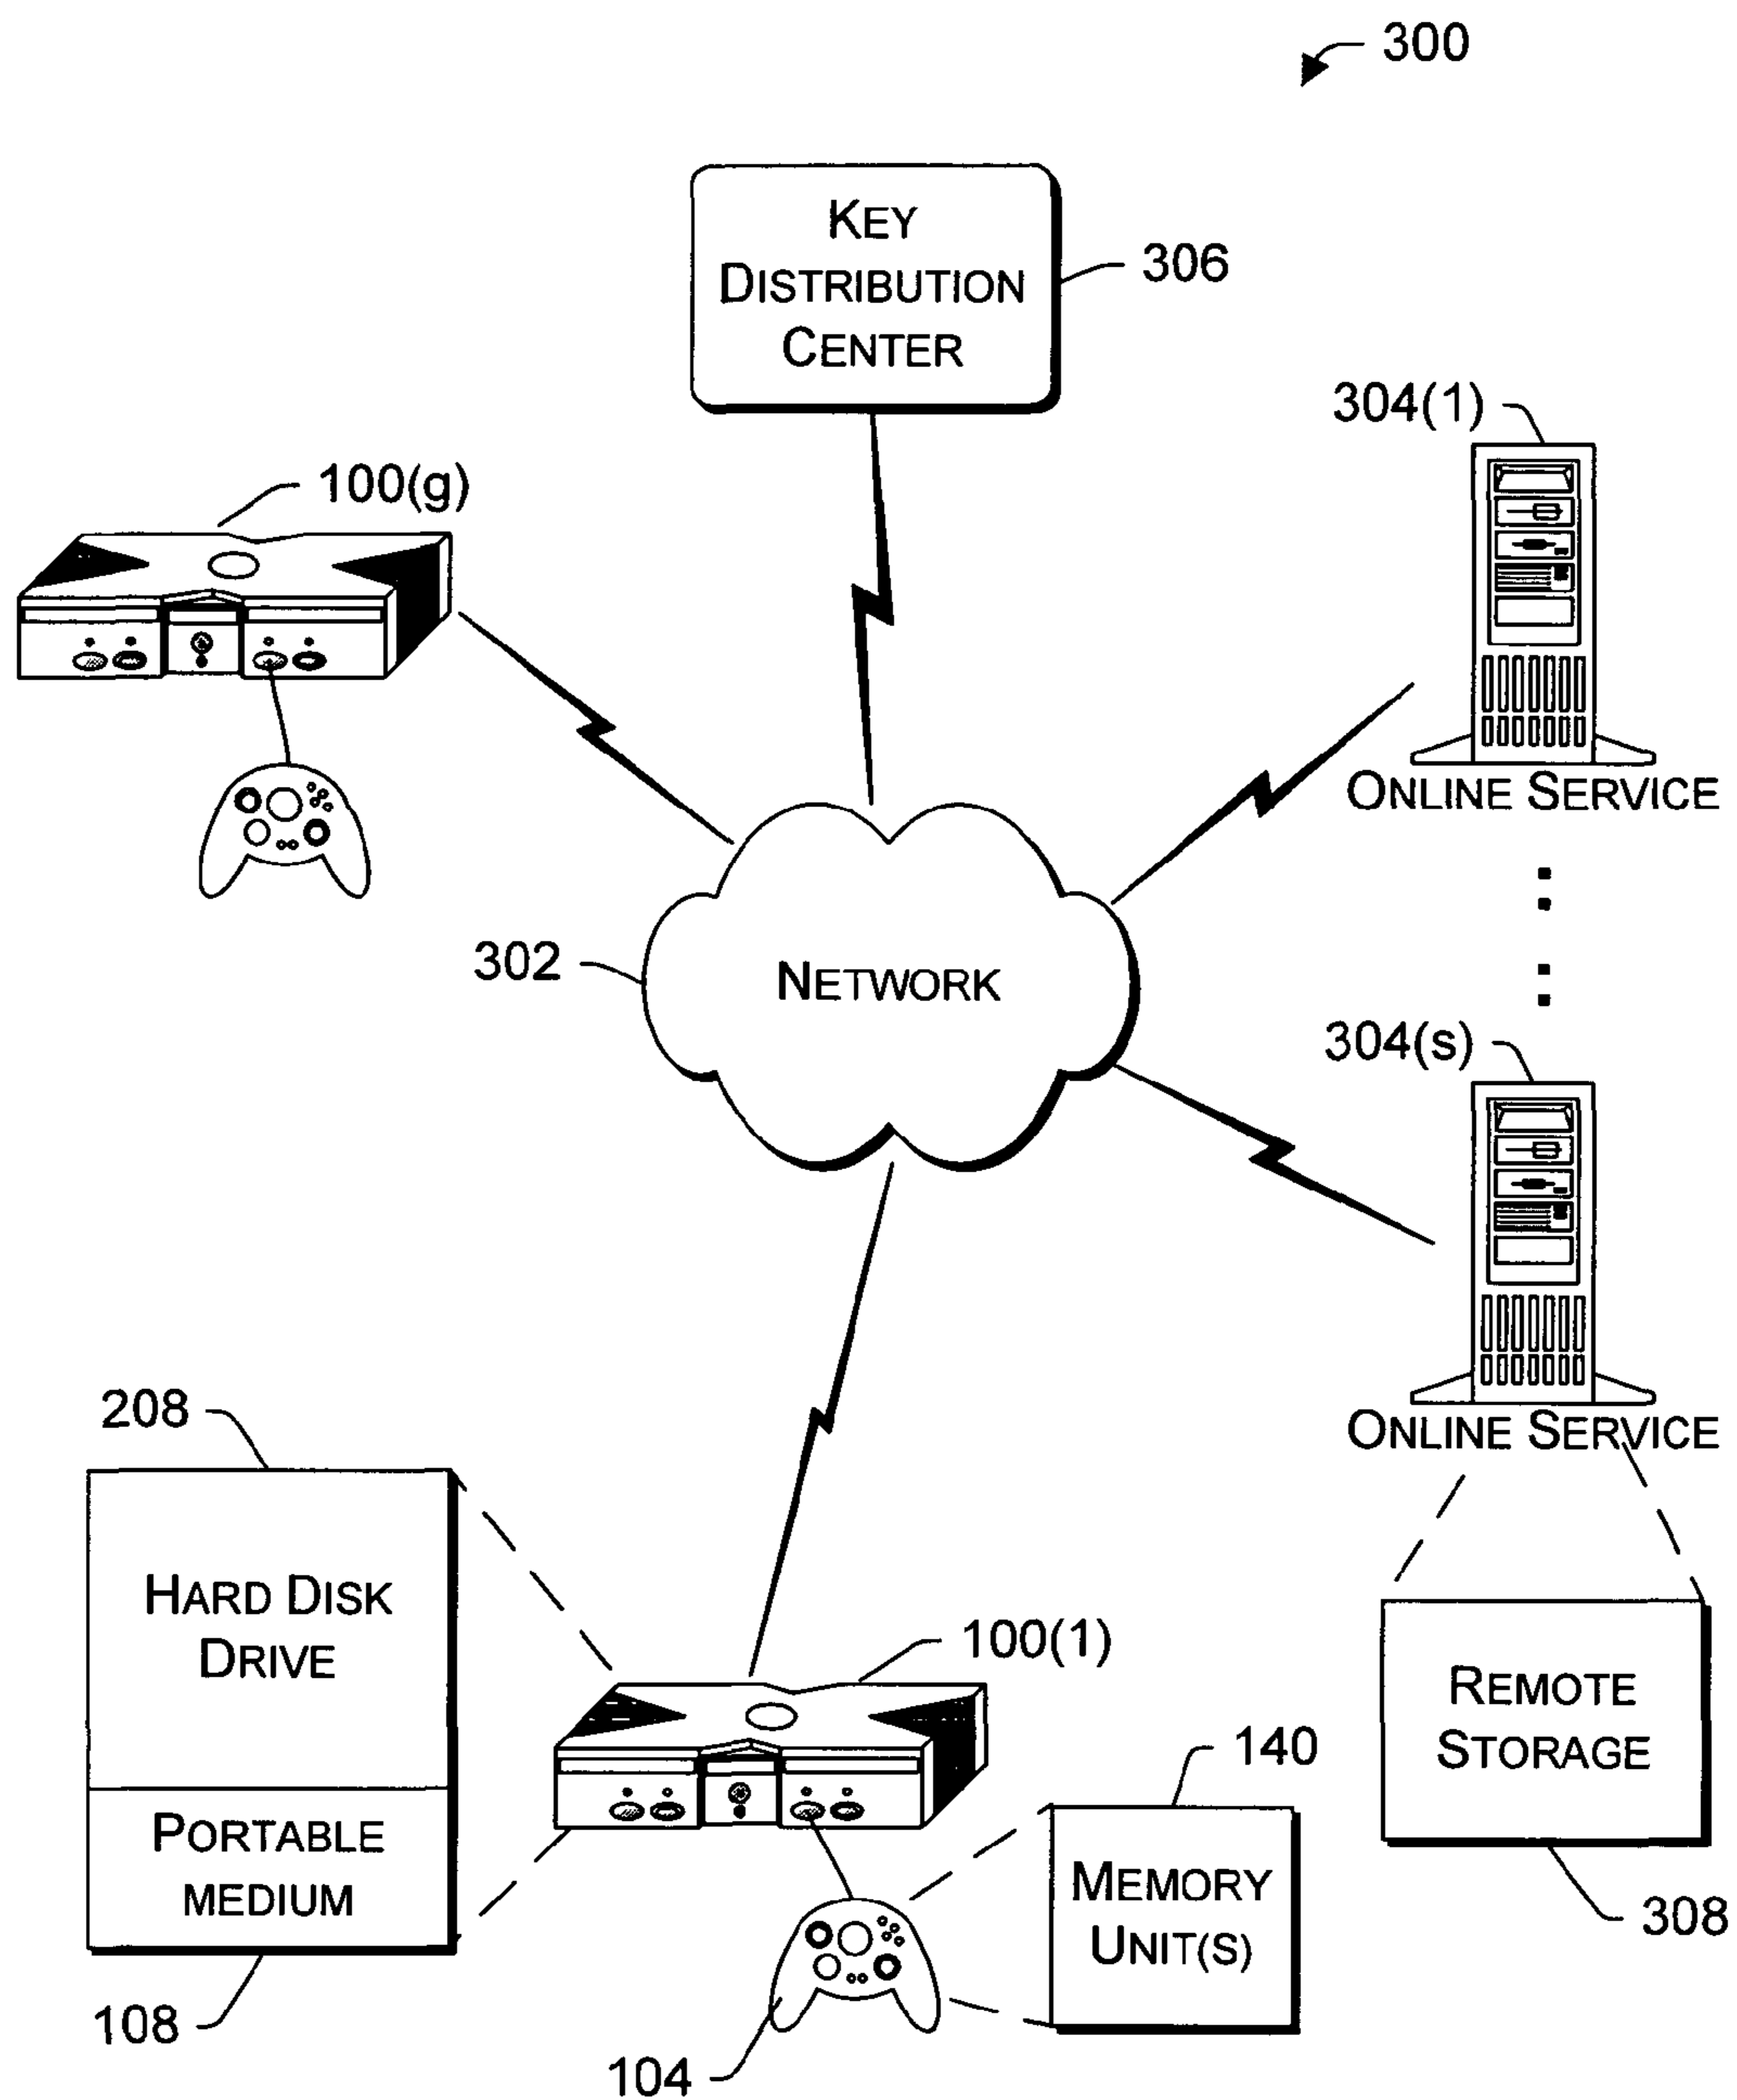 300
KEY
DISTRIBUTION
CENTER
306
304(1)
100(g)
ONLINE SERVICE
302
NETWORK
304(s)
208
ONLINE SERVICE
HARD DISK
DRIVE
100(1)
REMOTE
STORAGE
140
PORTABLE
MEDIUM
MEMORY
UNIT(S)
308
108
104